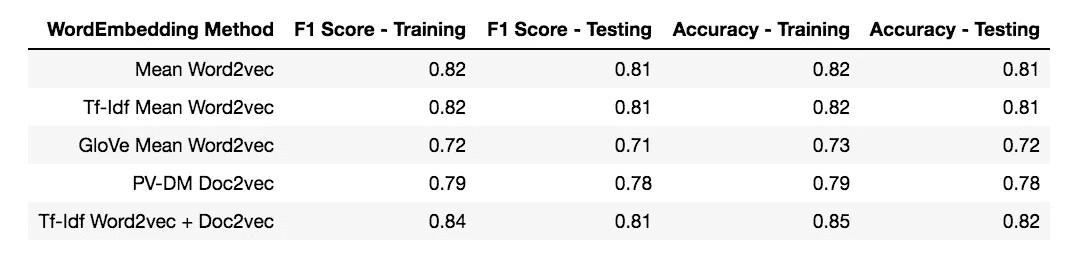 WordEmbedding Method F1 Score - Training F1 Score - Testing Accuracy - Training Accuracy - Testing
Mean Word2vec 0.82 0.81 0.82 0.81
Tf-Idf Mean Word2vec 0.82 0.81 0.82 0.81
GloVe Mean Word2vec 0.72 0.71 0.73 0.72
PV-DM Doc2vec 0.79 0.78 0.79 0.78
Tf-Idf Word2vec + Doc2vec 0.84 0.81 0.85 0.82